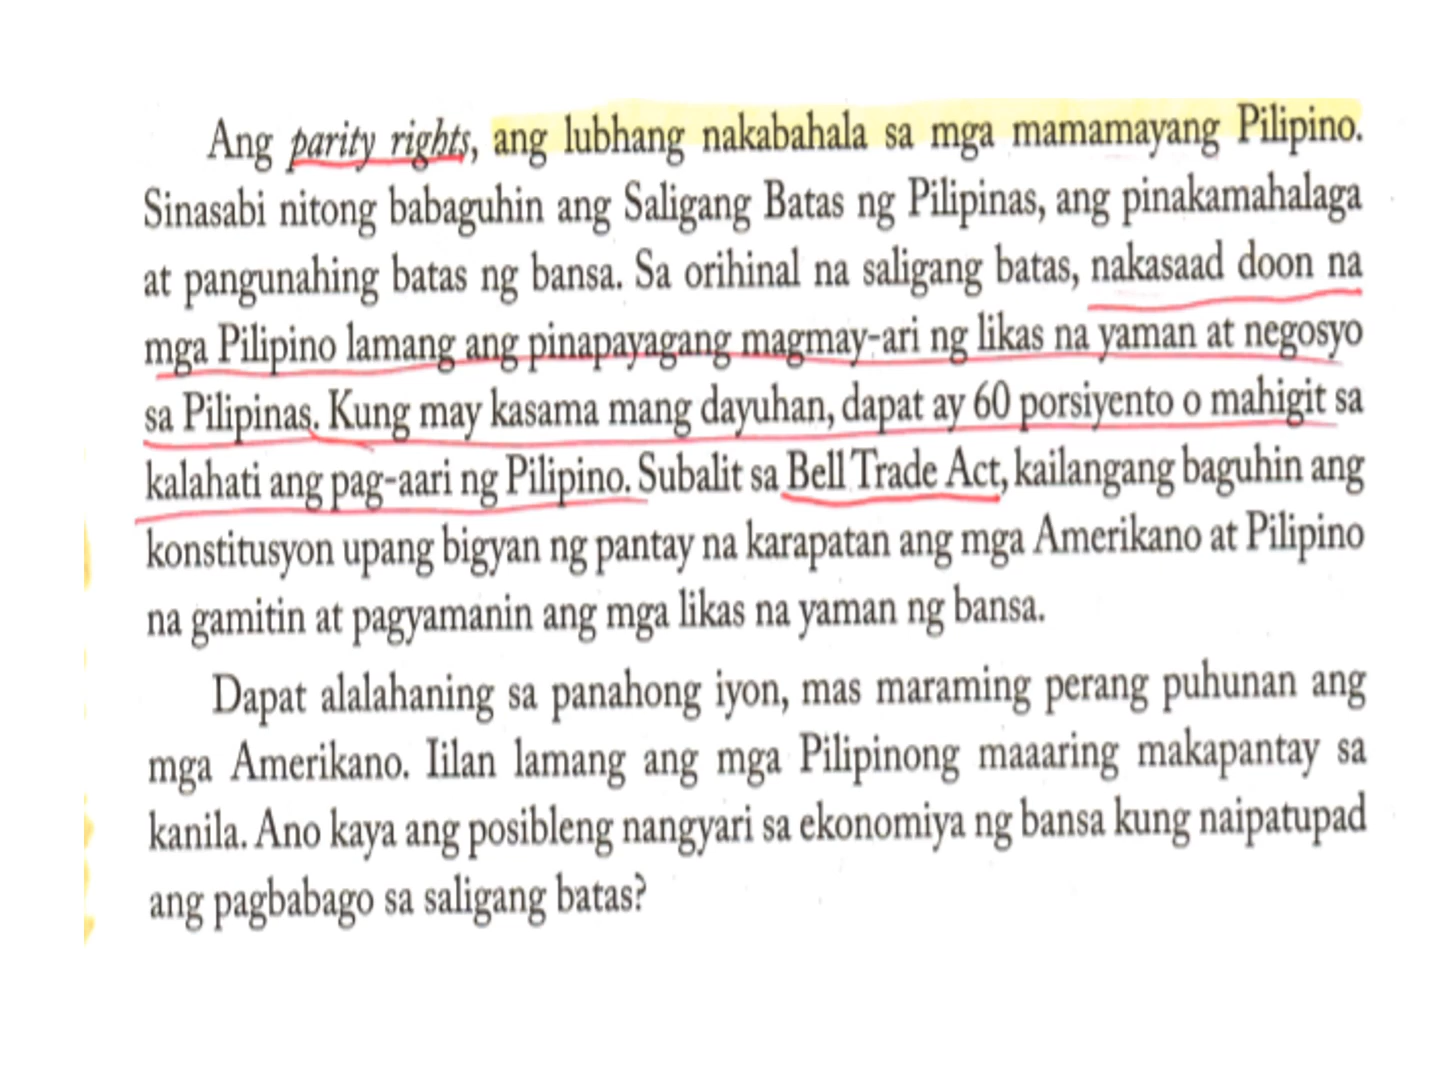 Ang parity rights, ang lubhang nakabahala sa mga mamamayang Pilipino.
Sinasabi nitong babaguhin ang Saligang Batas ng Pilipinas, ang pinakamahalaga
at pangunahing batas ng bansa. Sa orihinal na saligang batas, nakasaad doon na
mga Pilipino lamang ang pinapayagang magmay-ari ng likas na yaman at negosyo
sa Pilipinas. Kung may kasama mang dayuhan, dapat ay 60 porsiyento o mahigit sa
kalahati ang pag-aari ng Pilipino. Subalit sa Bell Trade Act, kailangang baguhin ang
konstitusyon upang bigyan ng pantay na karapatan ang mga Amerikano at Pilipino
na gamitin at pagyamanin ang mga likas na yaman ng bansa.
Dapat alalahaning sa panahong iyon, mas maraming perang puhunan ang
mga Amerikano. Iilan lamang ang mga Pilipinong maaaring makapantay sa
kanila. Ano kaya ang posibleng nangyari sa ekonomiya ng bansa kung naipatupad
ang pagbabago sa saligang batas?